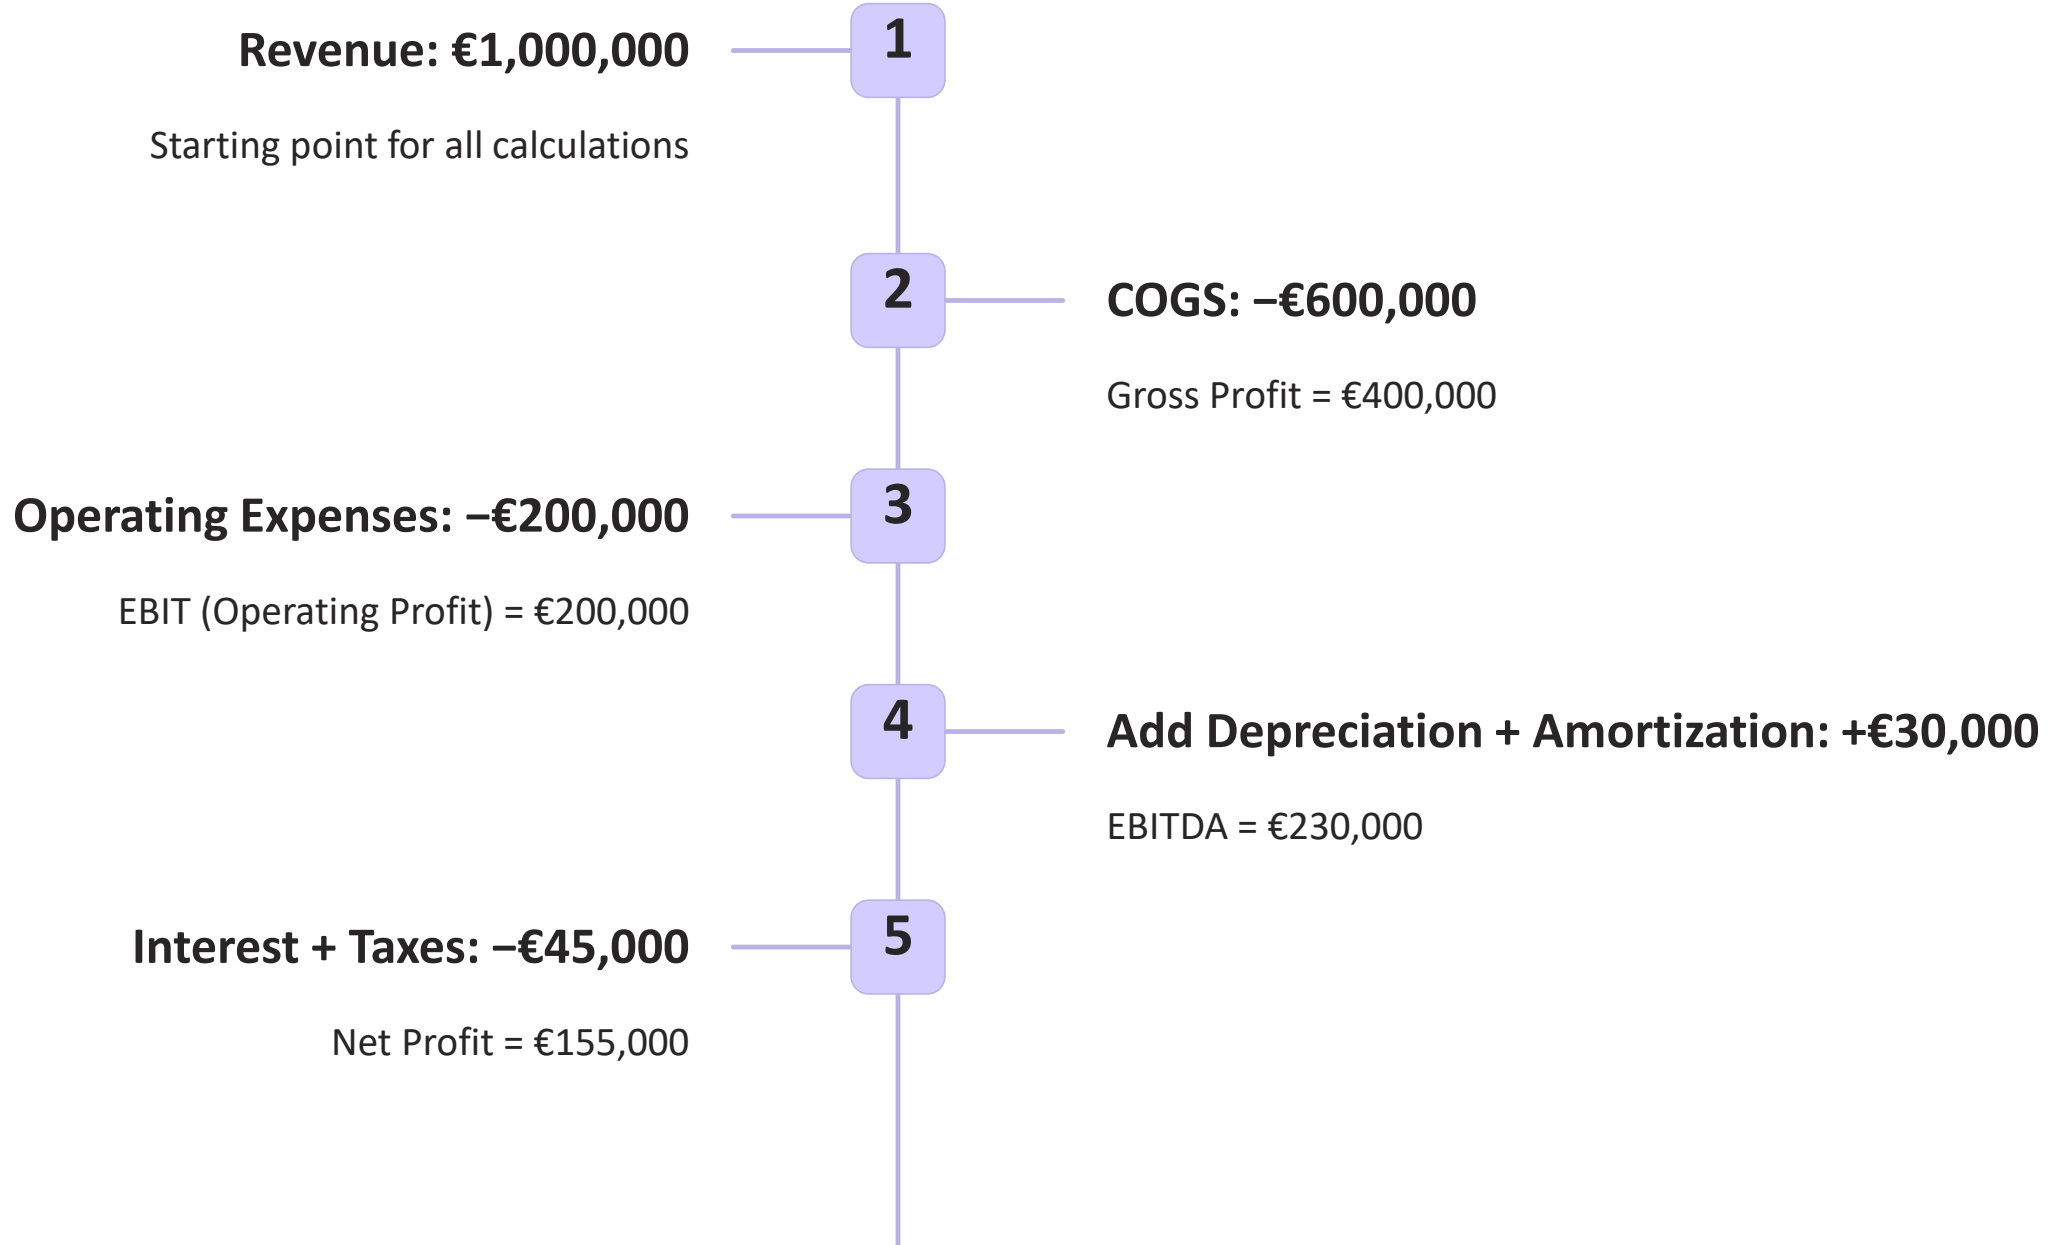 1
Revenue: €1,000,000
Starting point for all calculations
2
COGS: –€600,000
Gross Profit = €400,000
3
Operating Expenses: –€200,000
EBIT (Operating Profit) = €200,000
4
Add Depreciation + Amortization: +€30,000
EBITDA = €230,000
5
Interest + Taxes: –€45,000
Net Profit = €155,000